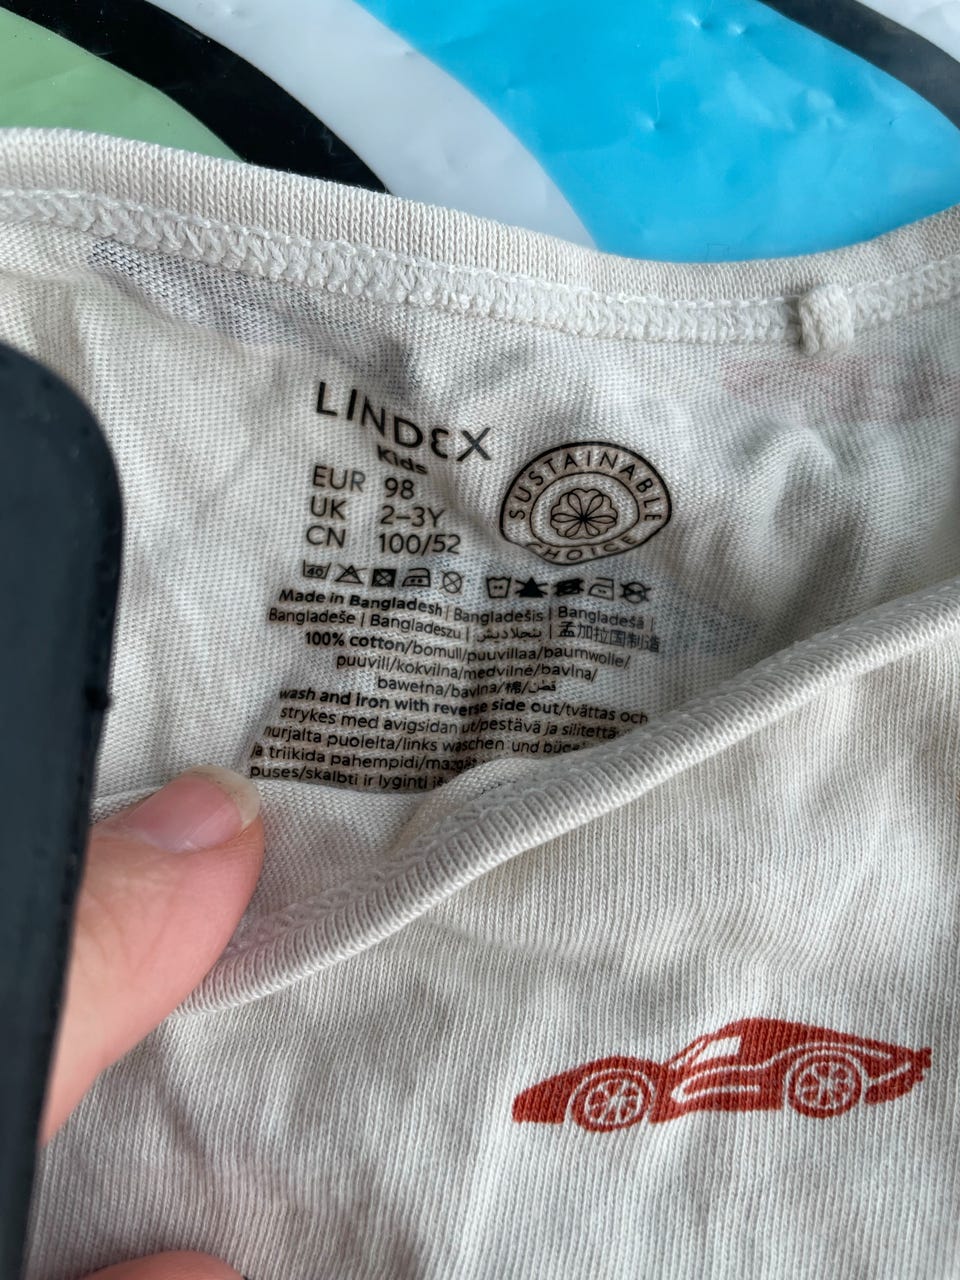 LINDEX
Kids
EUR 98
UK 2–3Y
CN 100/52
SUSTAINABLE
CHOICE
40
Made in Bangladesh | Bangladešis | Bangladešā |
Bangladeše | Bangladeszu | بنجلاديش | 孟加拉国制造
100% cotton/bomull/puuvillaa/baumwolle/
puuvill/kokvilna/medvilnė/bavlna/
bawełna/bavlna/棉/قطن
wash and iron with reverse side out/tvättas och
strykes med avigsidan ut/pestävä ja silitettä
nurjalta puolelta/links waschen und büge
ja triikida pahempidi/mazgāt
puses/skalbti ir lyginti iš